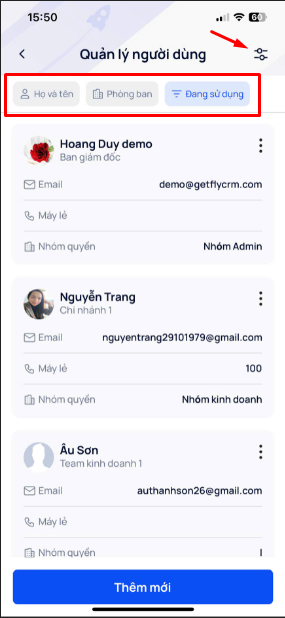 15:50
60
Quản lý người dùng
Họ và tên
Phòng ban
Đang sử dụng
Hoang Duy demo
Ban giám đốc
Email
demo@getflycrm.com
Máy lẻ
Nhóm quyền
Nhóm Admin
Nguyễn Trang
Chi nhánh 1
Email
nguyentrang29101979@gmail.com
Máy lẻ
100
Nhóm quyền
Nhóm kinh doanh
Âu Sơn
Team kinh doanh 1
Email
authanhson26@gmail.com
Máy lẻ
Nhóm quyền
Thêm mới